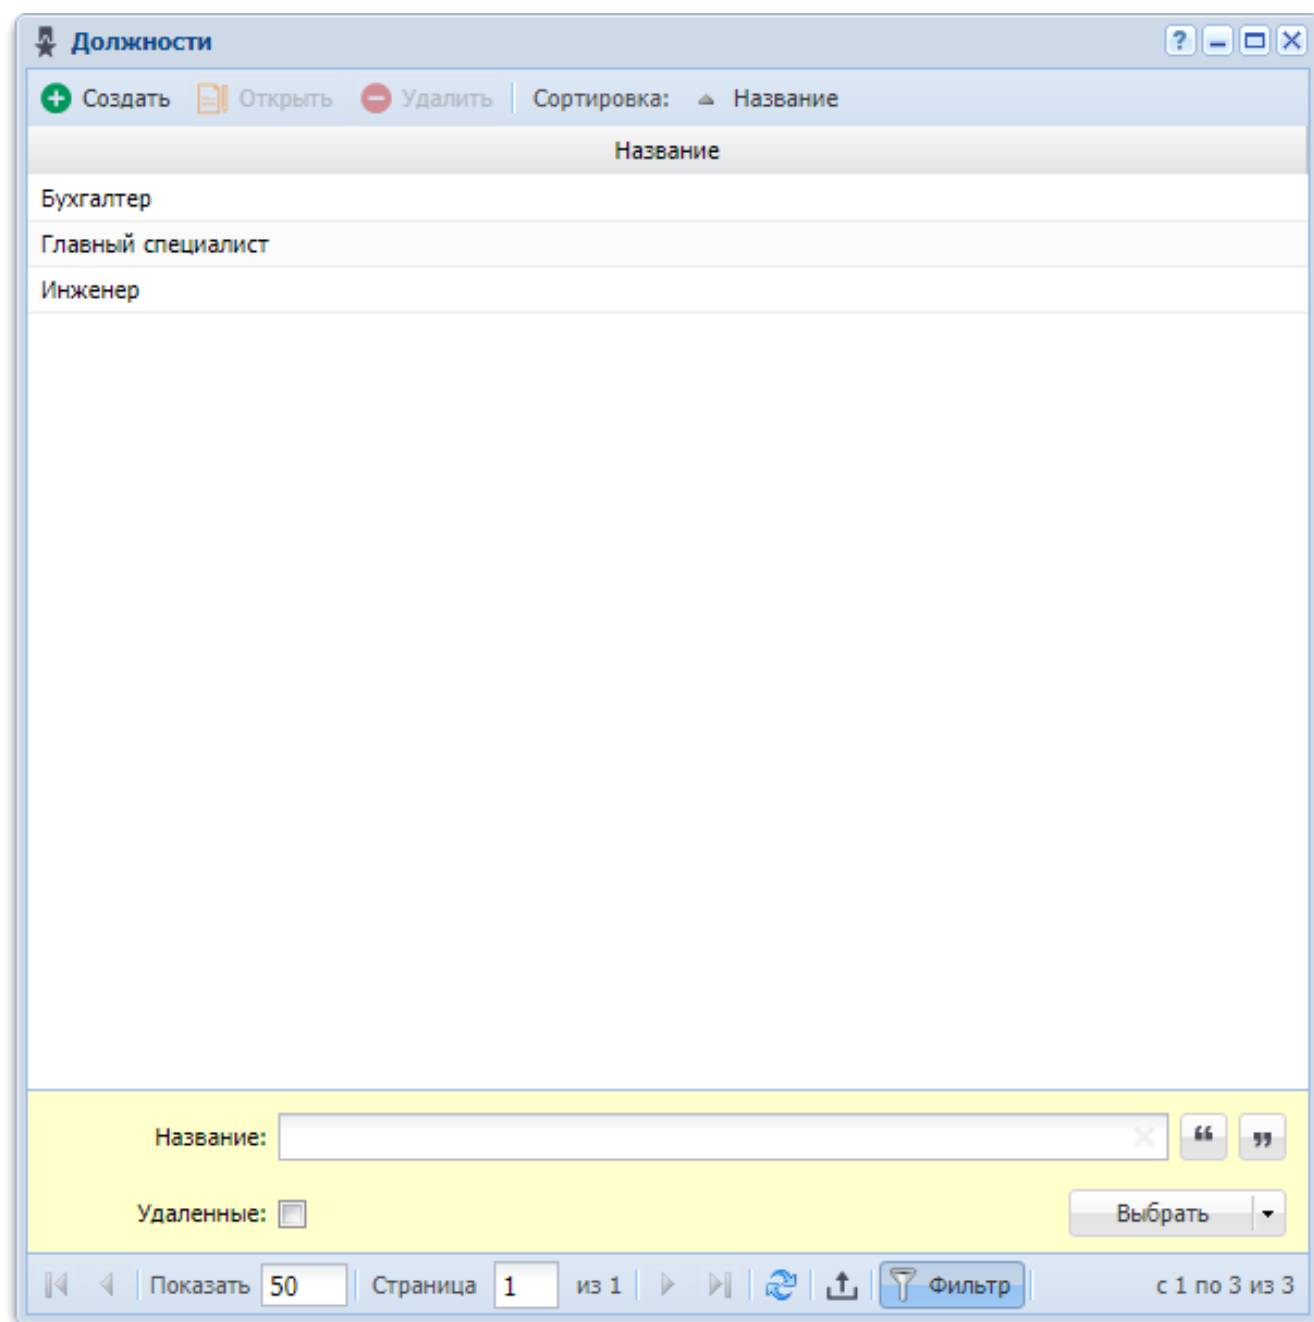 Должности
Создать Открыть Удалить Сортировка: Название
Название
Бухгалтер
Главный специалист
Инженер
Название: “ ”
Удаленные: Выбрать
Показать 50 Страница 1 из 1 Фильтр с 1 по 3 из 3